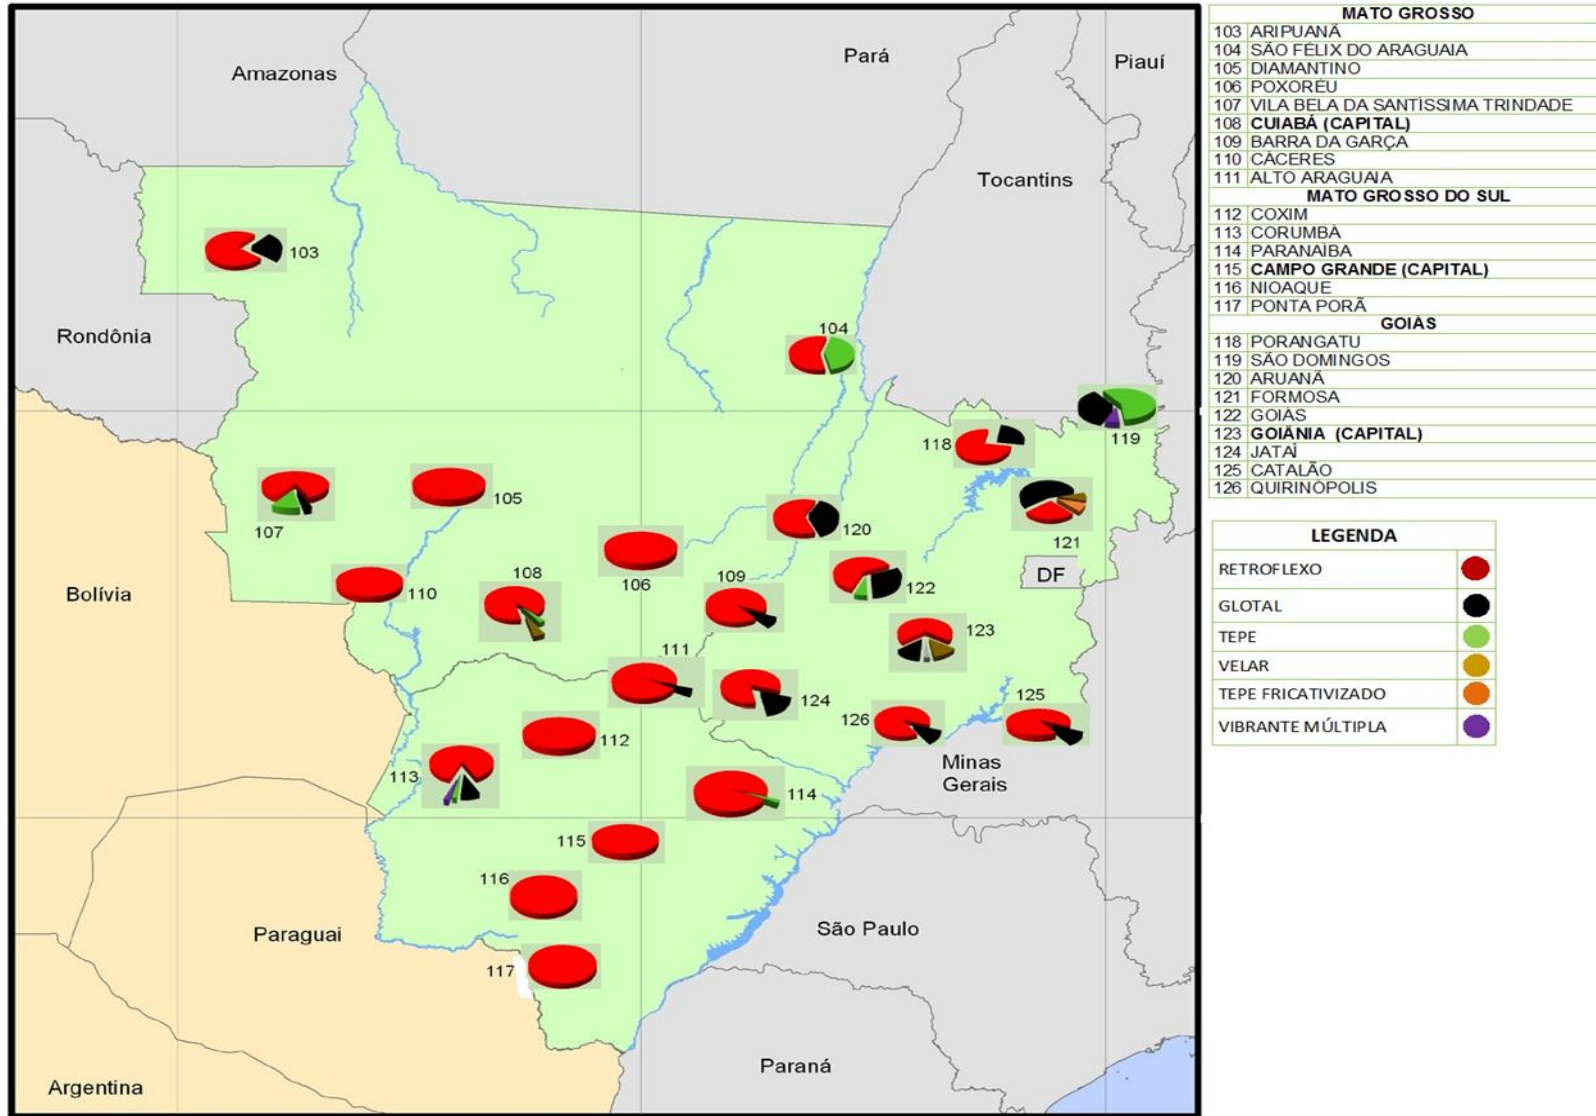 Amazonas
Pará
Piauí
Tocantins
Rondônia
Bolívia
DF
Minas
Gerais
Paraguai
São Paulo
Paraná
Argentina
103
104
105
106
107
108
109
110
111
112
113
114
115
116
117
118
119
120
121
122
123
124
125
126
MATO GROSSO
103 ARIPUANÃ
104 SÃO FÉLIX DO ARAGUAIA
105 DIAMANTINO
106 POXORÉU
107 VILA BELA DA SANTÍSSIMA TRINDADE
108 CUIABÁ (CAPITAL)
109 BARRA DA GARÇA
110 CÁCERES
111 ALTO ARAGUAIA
MATO GROSSO DO SUL
112 COXIM
113 CORUMBÁ
114 PARANAÍBA
115 CAMPO GRANDE (CAPITAL)
116 NIOAQUE
117 PONTA PORÃ
GOIÁS
118 PORANGATU
119 SÃO DOMINGOS
120 ARUANÃ
121 FORMOSA
122 GOIÁS
123 GOIÂNIA (CAPITAL)
124 JATAÍ
125 CATALÃO
126 QUIRINÓPOLIS
LEGENDA
RETROFLEXO
GLOTAL
TEPE
VELAR
TEPE FRICATIVIZADO
VIBRANTE MÚLTIPLA